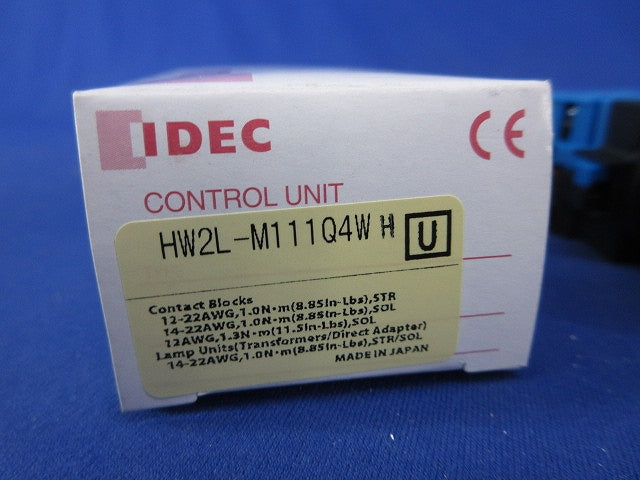 IDEC
CE
CONTROL UNIT
HW2L-M111Q4W H U
Contact Blocks
12-22AWG,1.0N·m(8.85In-Lbs),STR
14-22AWG,1.0N·m(8.85In-Lbs),SOL
12AWG,1.3N·m(11.5In-Lbs),SOL
Lamp Units(Transformers/Direct Adapter)
14-22AWG,1.0N·m(8.85In-Lbs),STR/SOL
MADE IN JAPAN